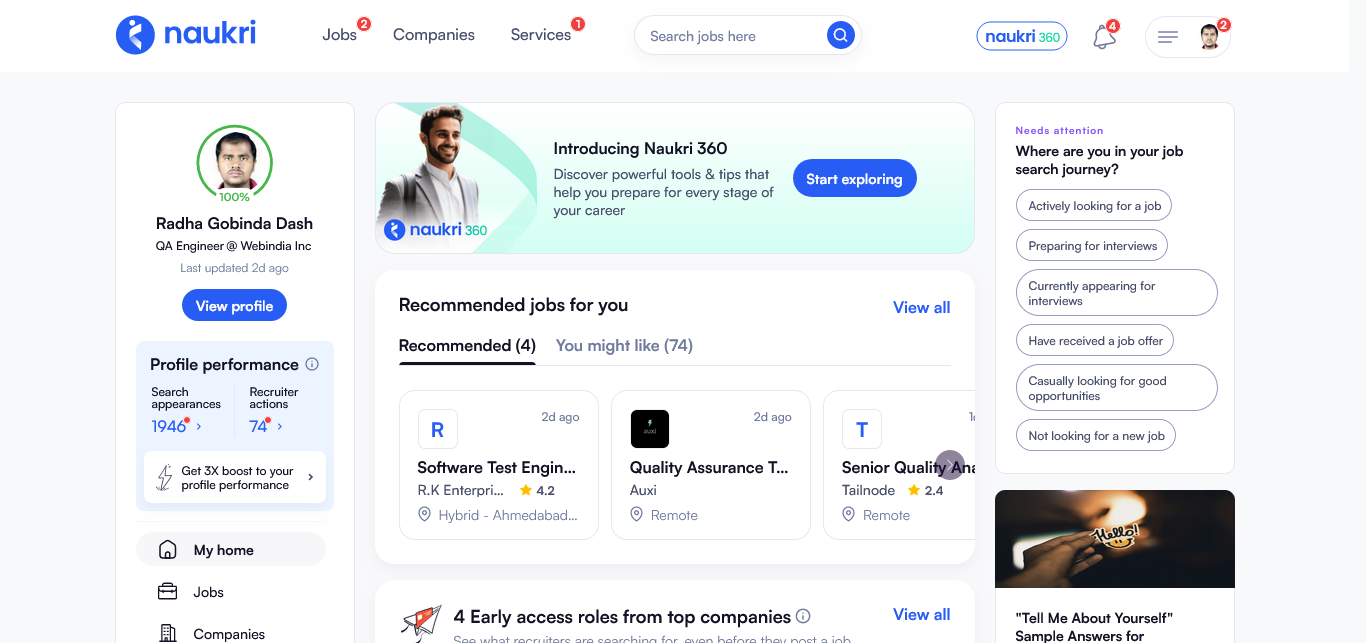 naukri
Jobs 2
Companies
Services 1
Search jobs here
naukri 360
4
2
100%
Radha Gobinda Dash
QA Engineer @ Webindia Inc
Last updated 2d ago
View profile
Profile performance
Search
appearances
1946
Recruiter
actions
74
Get 3X boost to your
profile performance
My home
Jobs
Companies
naukri 360
Introducing Naukri 360
Discover powerful tools & tips that
help you prepare for every stage of
your career
Start exploring
Recommended jobs for you
View all
Recommended (4)
You might like (74)
R
2d ago
Software Test Engin...
R.K Enterpri... 4.2
Hybrid - Ahmedabad...
auxi
2d ago
Quality Assurance T...
Auxi
Remote
T
Senior Quality Ana
Tailnode 2.4
Remote
4 Early access roles from top companies
View all
See what recruiters are searching for, even before they post a job
Needs attention
Where are you in your job
search journey?
Actively looking for a job
Preparing for interviews
Currently appearing for
interviews
Have received a job offer
Casually looking for good
opportunities
Not looking for a new job
Hello!
"Tell Me About Yourself"
Sample Answers for